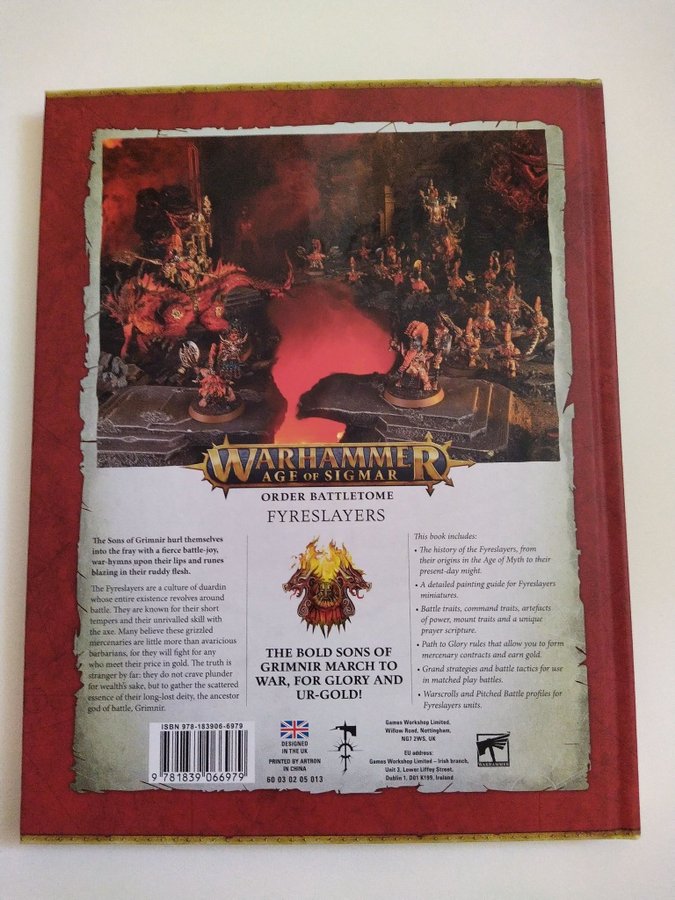 WARHAMMER
AGE OF SIGMAR
ORDER BATTLETOME
FYRESLAYERS
The Sons of Grimnir hurl themselves
into the fray with a fierce battle-joy,
war-hymns upon their lips and runes
blazing in their ruddy flesh.
The Fyreslayers are a culture of duardin
whose entire existence revolves around
battle. They are known for their short
tempers and their unrivalled skill with
the axe. Many believe these grizzled
mercenaries are little more than avaricious
barbarians, for they will fight for any
who meet their price in gold. The truth is
stranger by far: they do not crave plunder
for wealth's sake, but to gather the scattered
essence of their long-lost deity, the ancestor
god of battle, Grimnir.
THE BOLD SONS OF
GRIMNIR MARCH TO
WAR, FOR GLORY AND
UR-GOLD!
This book includes:
• The history of the Fyreslayers, from
their origins in the Age of Myth to their
present-day might.
• A detailed painting guide for Fyreslayers
miniatures.
• Battle traits, command traits, artefacts
of power, mount traits and a unique
prayer scripture.
• Path to Glory rules that allow you to form
mercenary contracts and earn gold.
• Grand strategies and battle tactics for use
in matched play battles.
• Warscrolls and Pitched Battle profiles for
Fyreslayers units.
ISBN 978-183906-6979
9 781839 066979
DESIGNED
IN THE UK
PRINTED BY ARTRON
IN CHINA
60 03 02 05 013
Games Workshop Limited,
Willow Road, Nottingham,
NG7 2WS, UK
EU address:
Games Workshop Limited – Irish branch,
Unit 3, Lower Liffey Street,
Dublin 1, D01 K199, Ireland
WARHAMMER